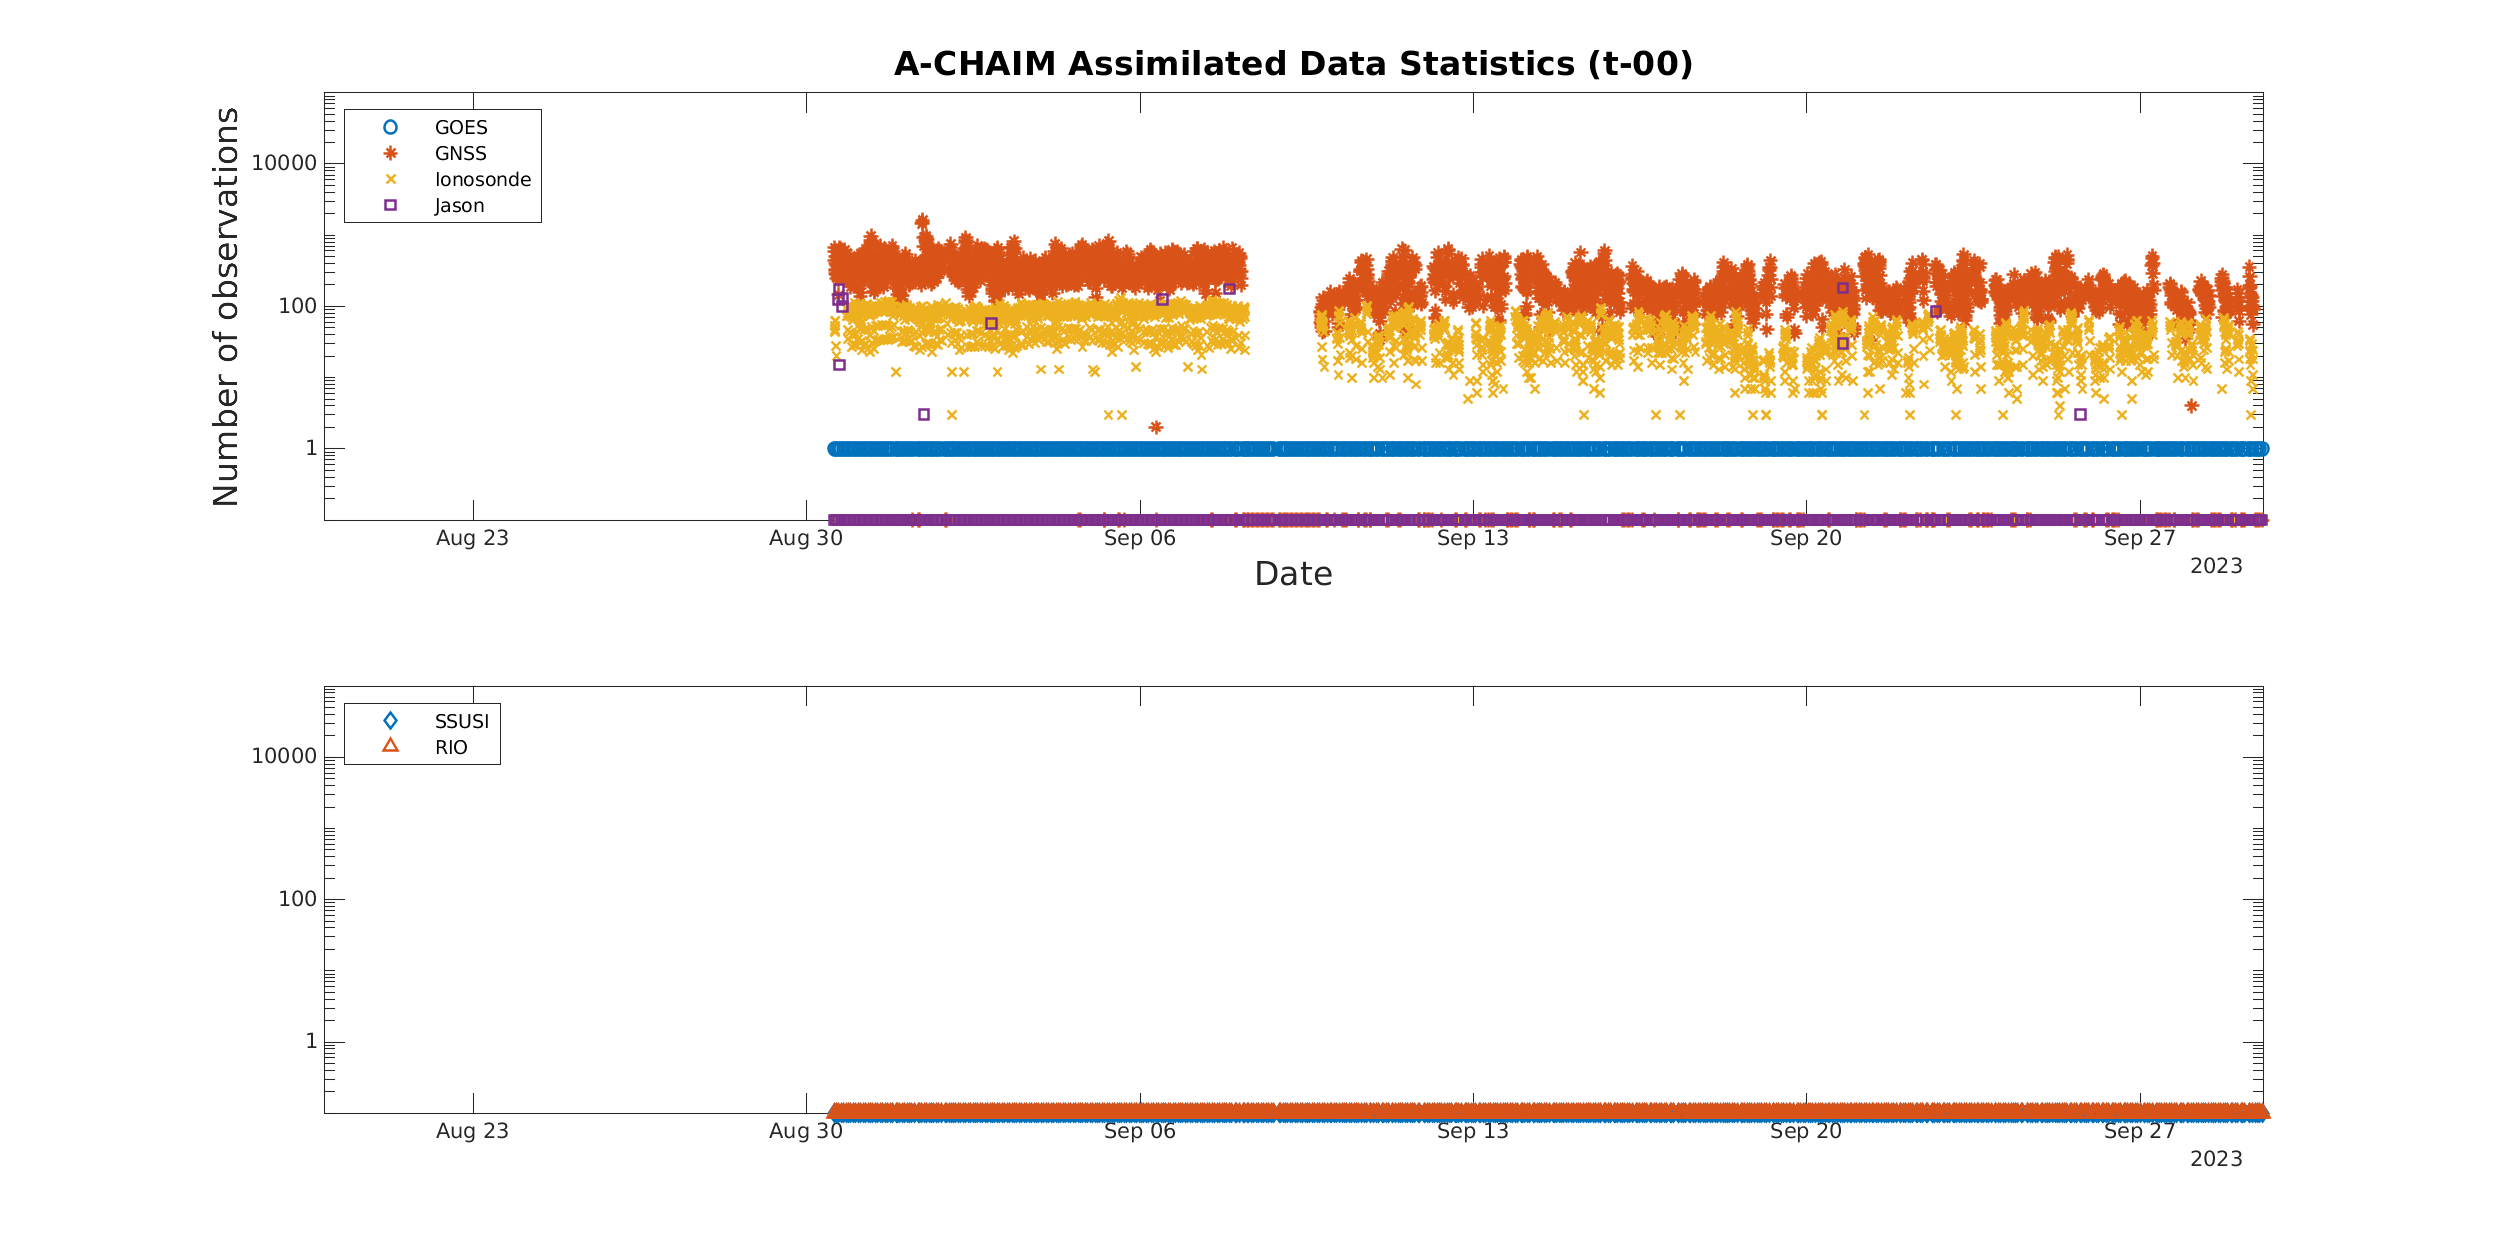 A-CHAIM Assimilated Data Statistics (t-00)
Number of observations
GOES
GNSS
Ionosonde
Jason
10000
100
1
Aug 23 Aug 30 Sep 06 Sep 13 Sep 20 Sep 27
2023
Date
SSUSI
RIO
10000
100
1
Aug 23 Aug 30 Sep 06 Sep 13 Sep 20 Sep 27
2023